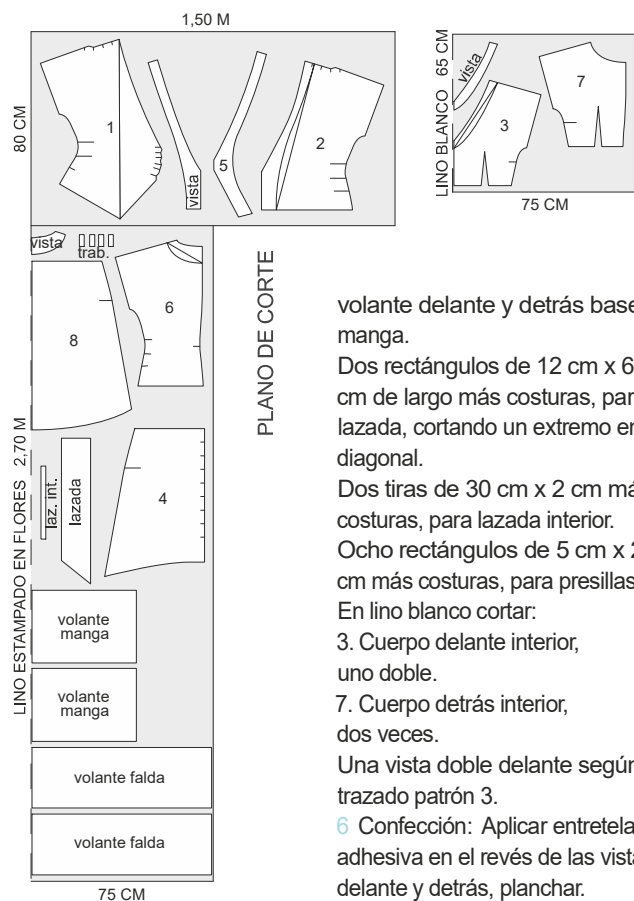 1,50 M
80 CM
1
vista
5
2
LINO BLANCO 65 CM
vista
3
7
75 CM
vista
trab.
8
6
PLANO DE CORTE
LINO ESTAMPADO EN FLORES 2,70 M
laz. int.
lazada
4
volante
manga
volante
manga
volante falda
volante falda
75 CM
volante delante y detrás base
manga.
Dos rectángulos de 12 cm x 6
cm de largo más costuras, par
lazada, cortando un extremo en
diagonal.
Dos tiras de 30 cm x 2 cm má
costuras, para lazada interior.
Ocho rectángulos de 5 cm x 2
cm más costuras, para presillas
En lino blanco cortar:
3. Cuerpo delante interior,
uno doble.
7. Cuerpo detrás interior,
dos veces.
Una vista doble delante según
trazado patrón 3.
6 Confección: Aplicar entretela
adhesiva en el revés de las vista
delante y detrás, planchar.